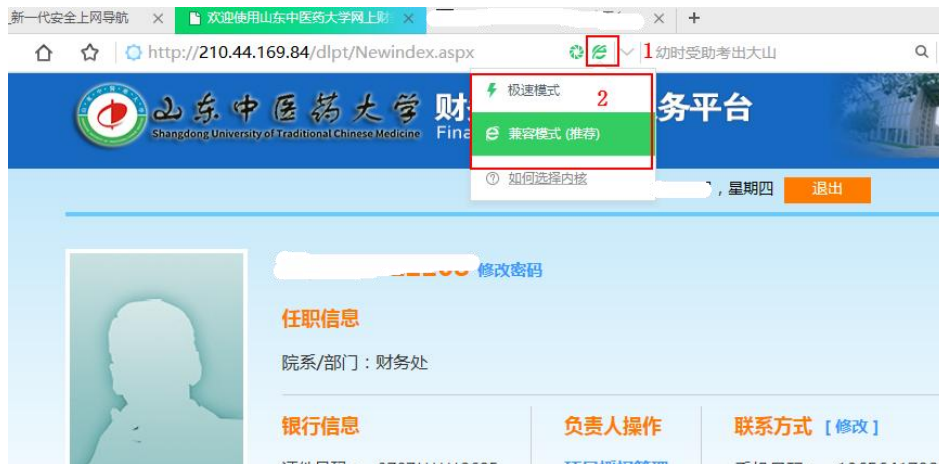 _新一代安全上网导航 ×
欢迎使用山东中医药大学网上财 ×
× +
http://210.44.169.84/dlpt/Newindex.aspx
1 幼时受助考出大山
山东中医药大学
Shangdong University of Traditional Chinese Medicine
财
Fina
务平台
极速模式 2
兼容模式 (推荐)
如何选择内核
，星期四 退出
修改密码
任职信息
院系/部门：财务处
银行信息 负责人操作 联系方式 [修改]